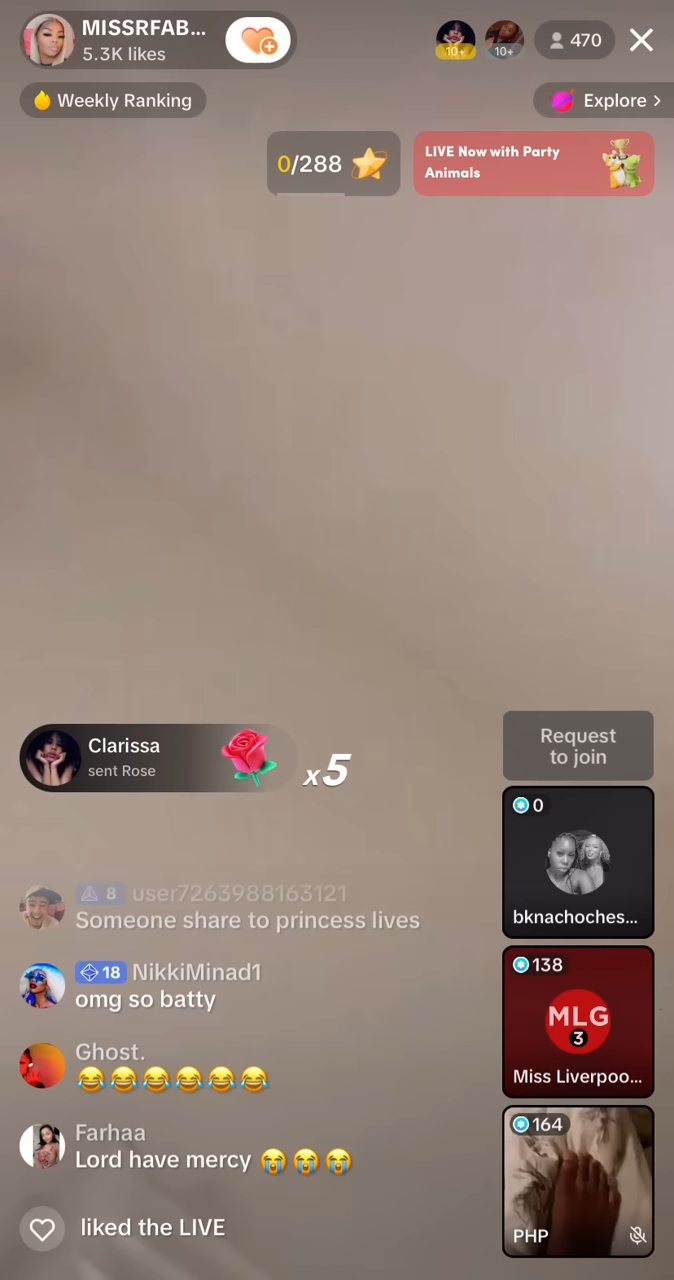 MISSRFAB...
5.3K likes
10+
10+
470
Weekly Ranking
Explore >
0/288
LIVE Now with Party
Animals
Clarissa
sent Rose
x5
Request
to join
0
bknachoches...
8 user7263988163121
Someone share to princess lives
138
MLG
3
Miss Liverpoo...
18 NikkiMinad1
omg so batty
Ghost.
😂😂😂😂😂😂
164
PHP
Farhaa
Lord have mercy 😭😭😭
liked the LIVE